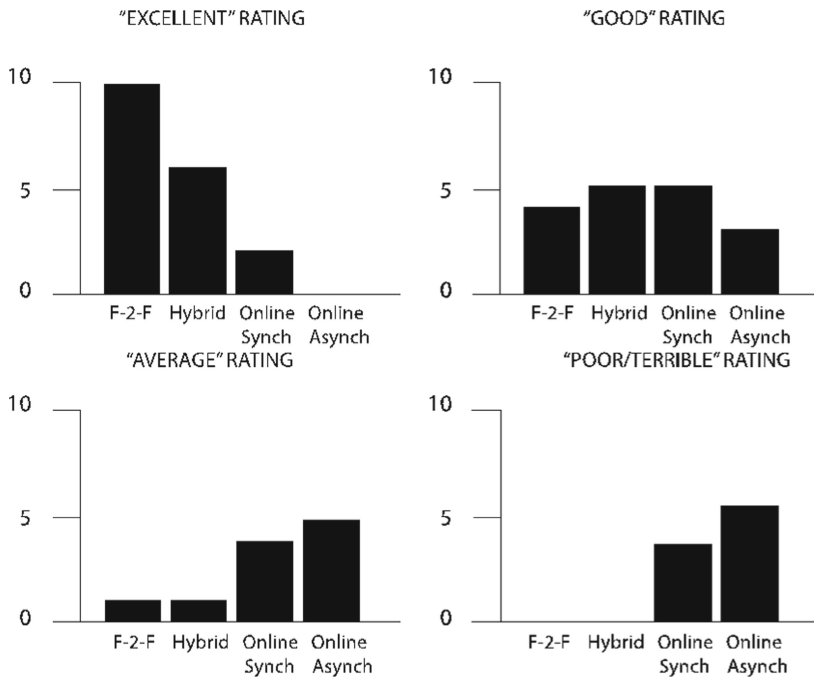 “EXCELLENT” RATING
10
5
0
F-2-F Hybrid Online Synch Online Asynch
“GOOD” RATING
10
5
0
F-2-F Hybrid Online Synch Online Asynch
“AVERAGE” RATING
10
5
0
F-2-F Hybrid Online Synch Online Asynch
“POOR/TERRIBLE” RATING
10
5
0
F-2-F Hybrid Online Synch Online Asynch